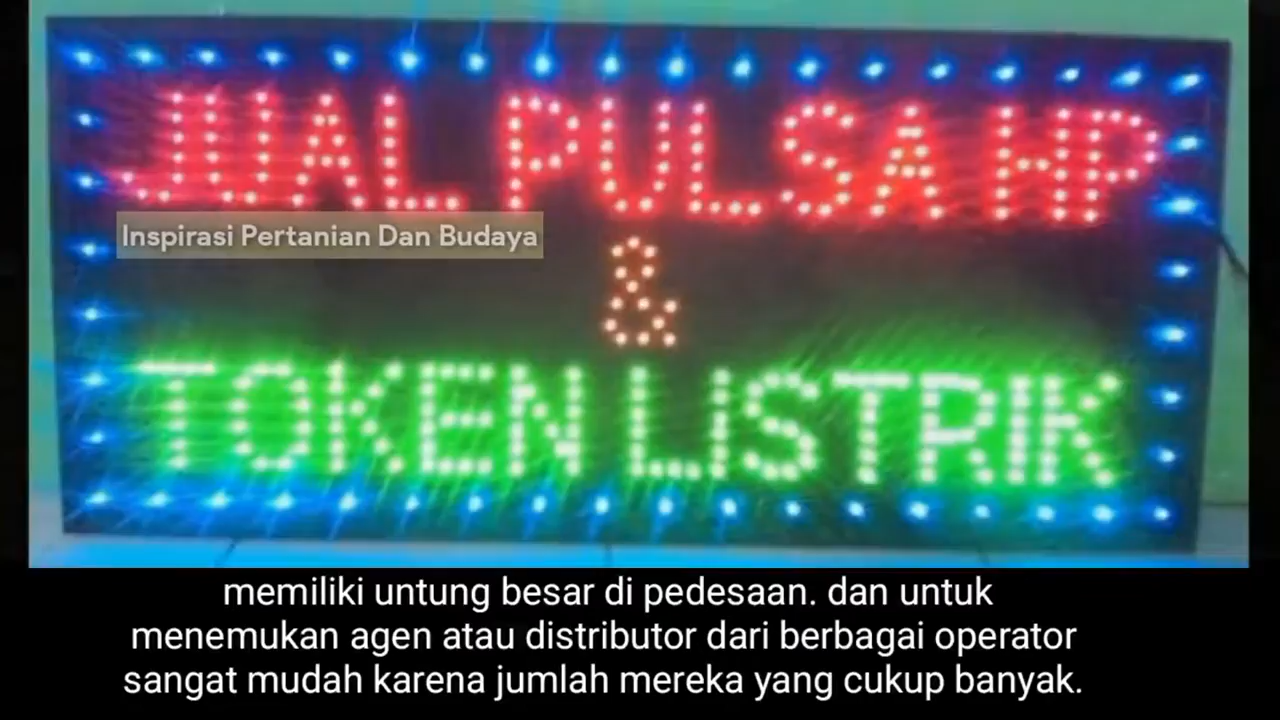 JUAL PULSA HP
Inspirasi Pertanian Dan Budaya
&
TOKEN LiSTRIK
memiliki untung besar di pedesaan. dan untuk
menemukan agen atau distributor dari berbagai operator
sangat mudah karena jumlah mereka yang cukup banyak.